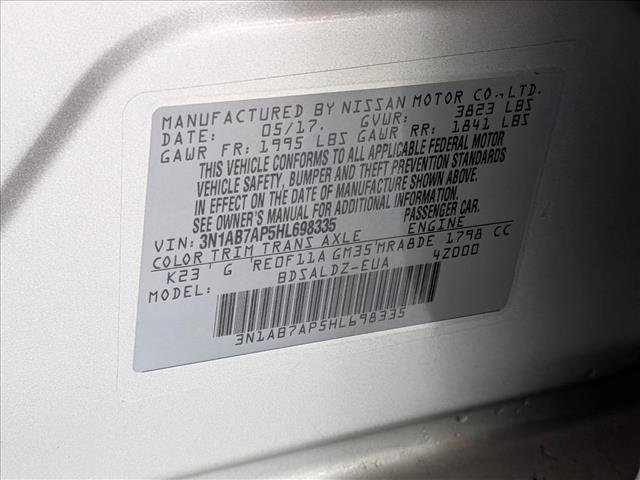 MANUFACTURED BY NISSAN MOTOR CO.,LTD.
DATE: 05/17. GVWR: 3823 LBS
GAWR FR: 1995 LBS GAWR RR: 1841 LBS
THIS VEHICLE CONFORMS TO ALL APPLICABLE FEDERAL MOTOR
VEHICLE SAFETY, BUMPER AND THEFT PREVENTION STANDARDS
IN EFFECT ON THE DATE OF MANUFACTURE SHOWN ABOVE.
SEE OWNER'S MANUAL FOR ADDITIONAL INFORMATION.
VIN: 3N1AB7AP5HL698335 PASSENGER CAR.
COLOR TRIM TRANS AXLE ENGINE
K23 G RE0F11A GM35 MRA8DE 1798 CC
MODEL: BDSALDZ-EUA 4Z000
3N1AB7AP5HL698335